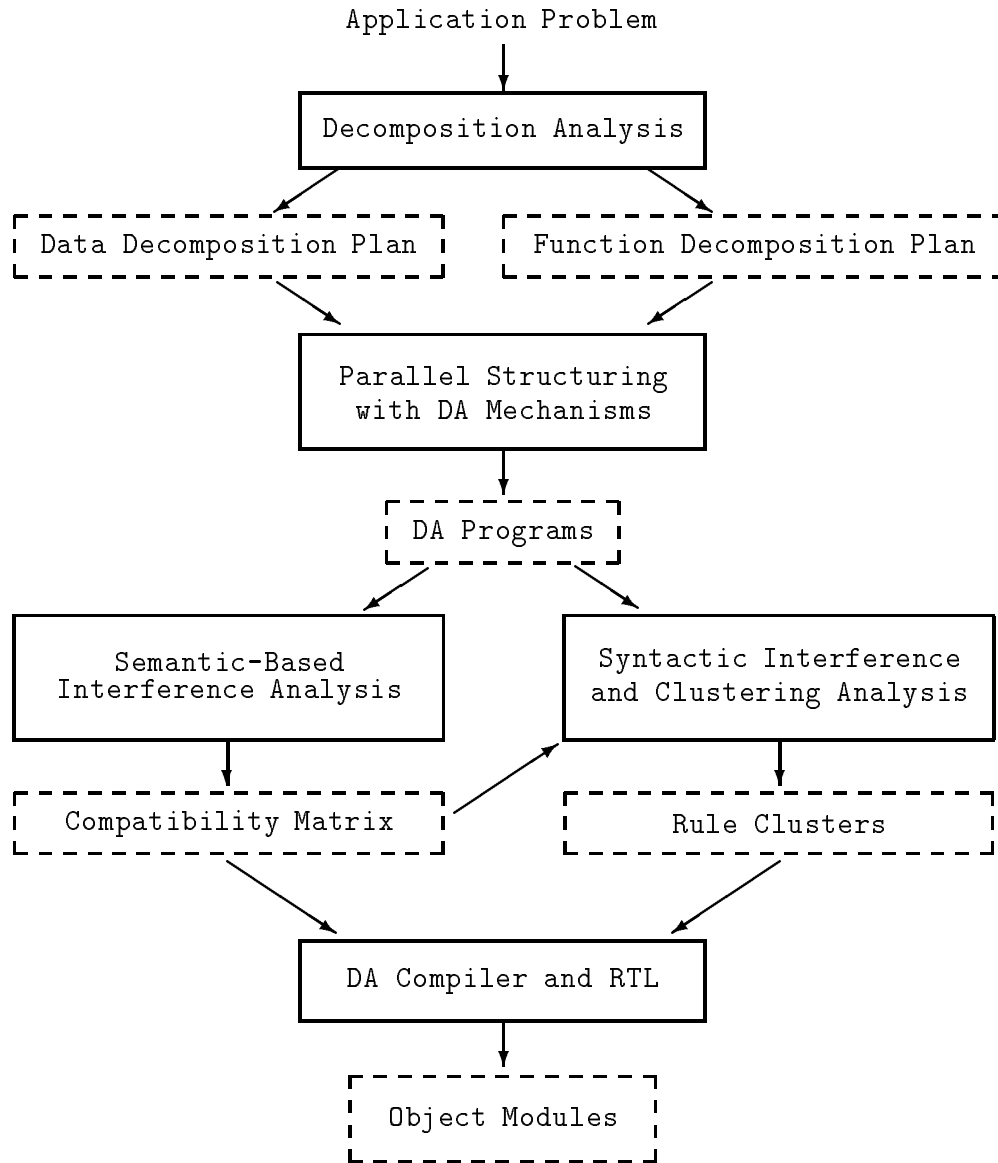 Application Problem
Decomposition Analysis
Data Decomposition Plan
Function Decomposition Plan
Parallel Structuring
with DA Mechanisms
DA Programs
Semantic-Based
Interference Analysis
Syntactic Interference
and Clustering Analysis
Compatibility Matrix
Rule Clusters
DA Compiler and RTL
Object Modules